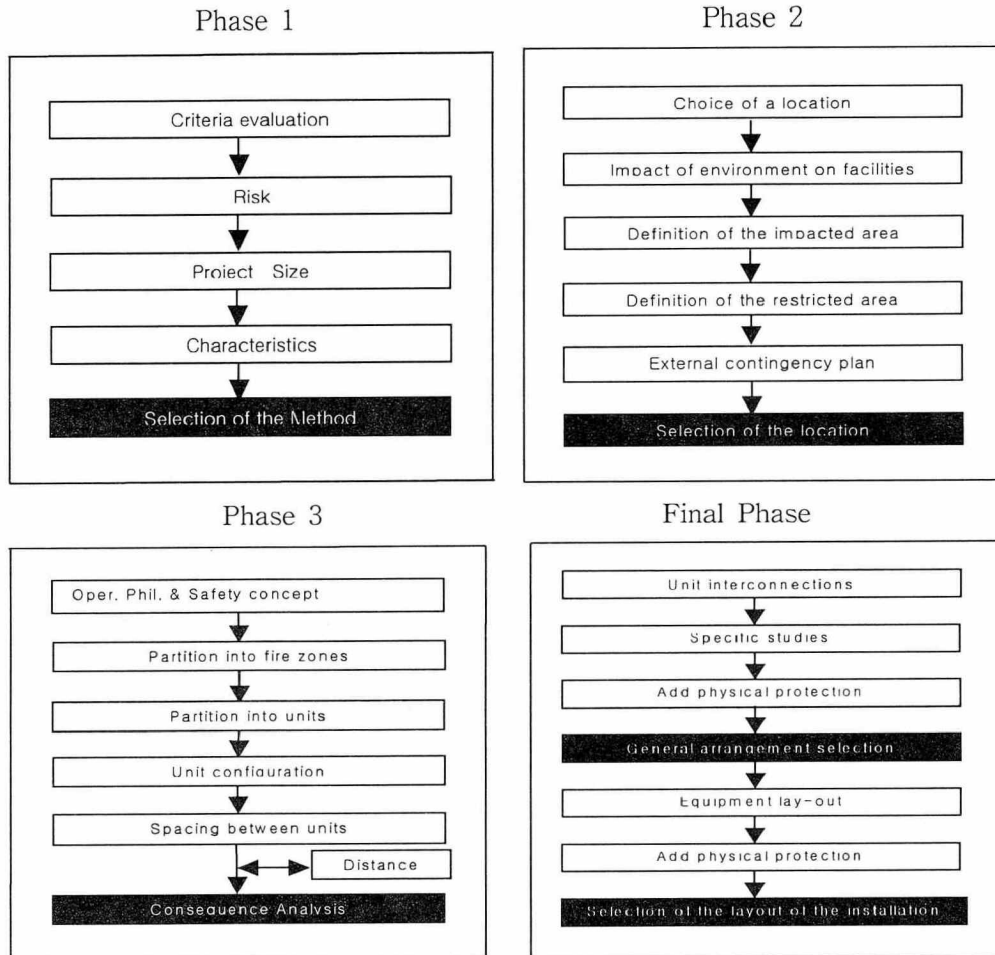 Phase 1
Criteria evaluation
Risk
Project Size
Characteristics
Selection of the Method
Phase 2
Choice of a location
Impact of environment on facilities
Definition of the impacted area
Definition of the restricted area
External contingency plan
Selection of the location
Phase 3
Oper. Phil. & Safety concept
Partition into fire zones
Partition into units
Unit configuration
Spacing between units
Distance
Consequence Analysis
Final Phase
Unit interconnections
Specific studies
Add physical protection
General arrangement selection
Equipment lay-out
Add physical protection
Selection of the layout of the installation